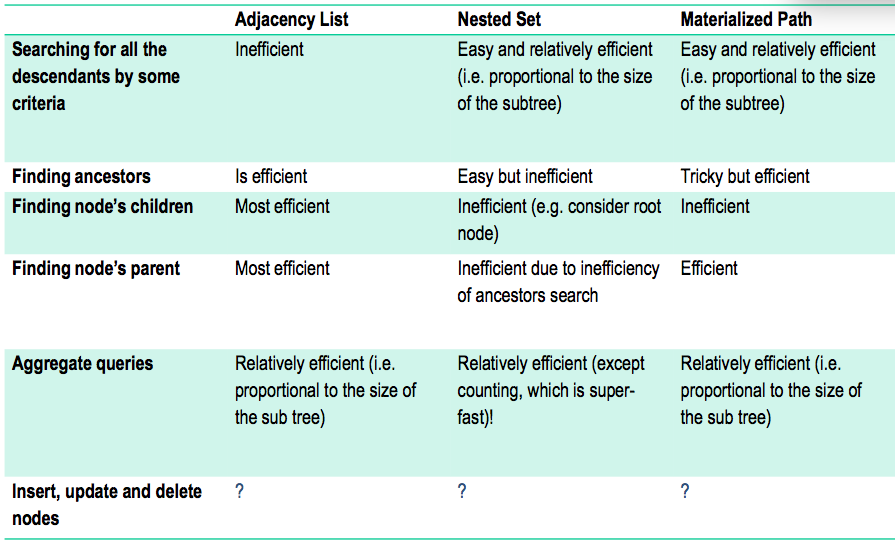 Adjacency List Nested Set Materialized Path
Searching for all the Inefficient Easy and relatively efficient Easy and relatively efficient
descendants by some (i.e. proportional to the size (i.e. proportional to the size
criteria of the subtree) of the subtree)
Finding ancestors Is efficient Easy but inefficient Tricky but efficient
Finding node's children Most efficient Inefficient (e.g. consider root Inefficient
node)
Finding node's parent Most efficient Inefficient due to inefficiency Efficient
of ancestors search
Aggregate queries Relatively efficient (i.e. Relatively efficient (except Relatively efficient (i.e.
proportional to the size of counting, which is super- proportional to the size of
the sub tree) fast)! the sub tree)
Insert, update and delete ? ? ?
nodes